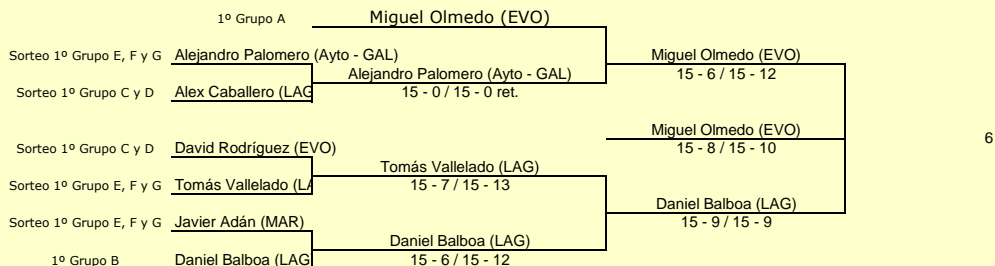 1º Grupo A Miguel Olmedo (EVO)
Sorteo 1º Grupo E, F y G Alejandro Palomero (Ayto - GAL) Miguel Olmedo (EVO)
Alejandro Palomero (Ayto - GAL) 15 - 6 / 15 - 12
Sorteo 1º Grupo C y D Alex Caballero (LAG 15 - 0 / 15 - 0 ret.
Miguel Olmedo (EVO) 6
Sorteo 1º Grupo C y D David Rodríguez (EVO) 15 - 8 / 15 - 10
Tomás Vallelado (LAG)
Sorteo 1º Grupo E, F y G Tomás Vallelado (LA 15 - 7 / 15 - 13
Daniel Balboa (LAG)
Sorteo 1º Grupo E, F y G Javier Adán (MAR) 15 - 9 / 15 - 9
Daniel Balboa (LAG)
1º Grupo B Daniel Balboa (LAG 15 - 6 / 15 - 12